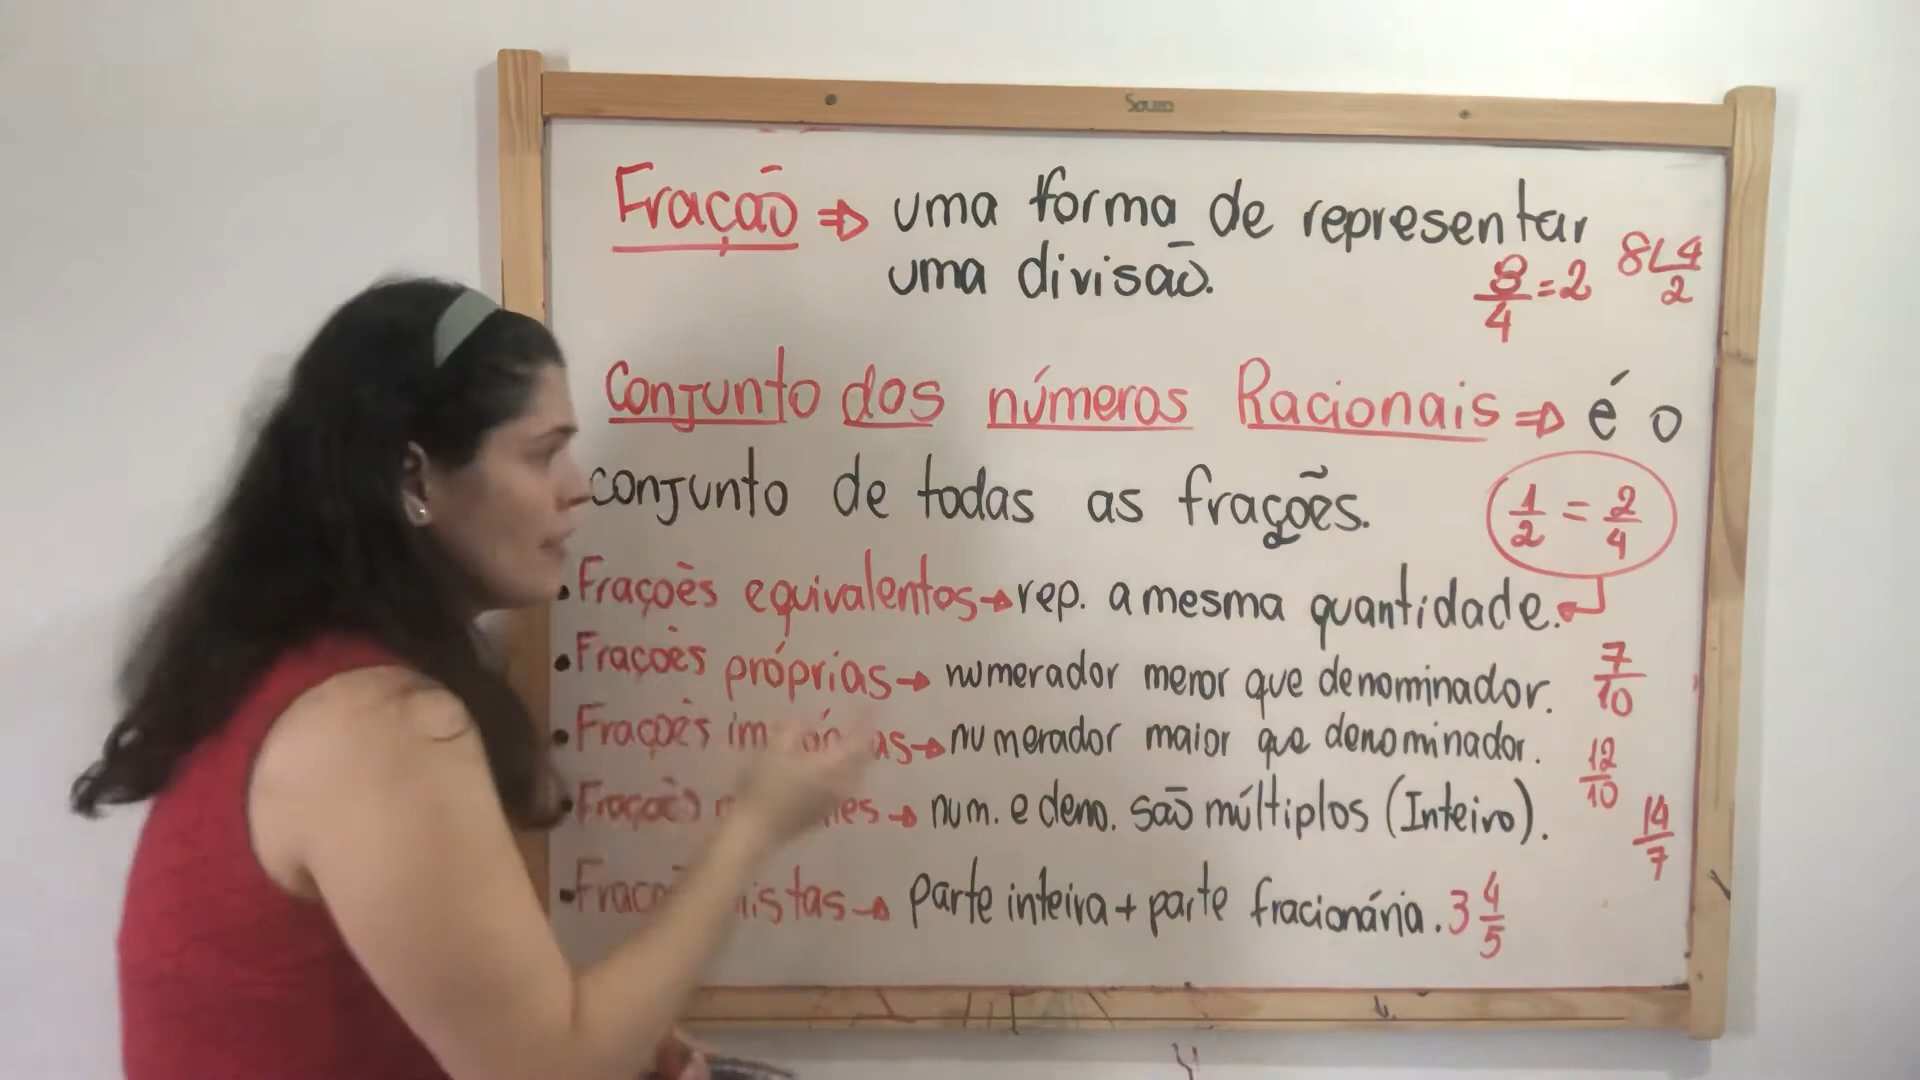 Souza
Fração ⇒ uma forma de representar
uma divisão.
8/4 = 2
8 4
2
Conjunto dos números Racionais ⇒ é o
conjunto de todas as frações.
1/2 = 2/4
• Frações equivalentes → rep. a mesma quantidade.
• Frações próprias → numerador menor que denominador. 7/10
• Frações → numerador maior que denominador. 12/10
• Frações → num. e deno. são múltiplos (Inteiro). 14/7
• mistas → parte inteira + parte fracionária. 3 4/5